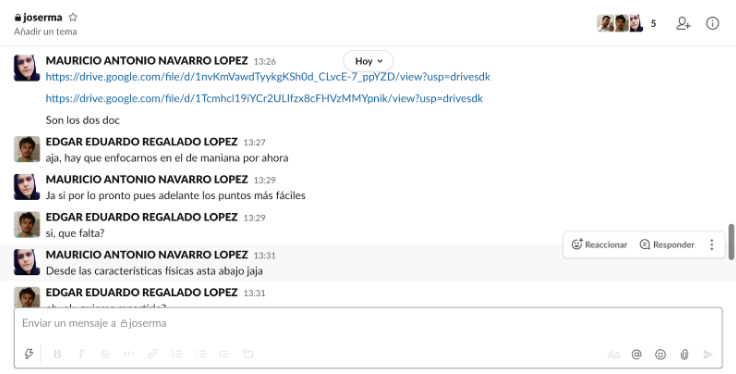 joserma
Añadir un tema
5
Hoy
MAURICIO ANTONIO NAVARRO LOPEZ 13:26
https://drive.google.com/file/d/1nvKmVawdTyykgKSh0d_CLvcE-7_ppYZD/view?usp=drivesdk
https://drive.google.com/file/d/1Tcmhcl19iYCr2ULIfzx8cFHVzMMYpnik/view?usp=drivesdk
Son los dos doc
EDGAR EDUARDO REGALADO LOPEZ 13:27
aja, hay que enfocarnos en el de maniana por ahora
MAURICIO ANTONIO NAVARRO LOPEZ 13:29
Ja si por lo pronto pues adelante los puntos más fáciles
EDGAR EDUARDO REGALADO LOPEZ 13:29
si, que falta?
Reaccionar Responder
MAURICIO ANTONIO NAVARRO LOPEZ 13:31
Desde las características físicas asta abajo jaja
EDGAR EDUARDO REGALADO LOPEZ 13:31
Enviar un mensaje a joserma
B I S </> Aa @